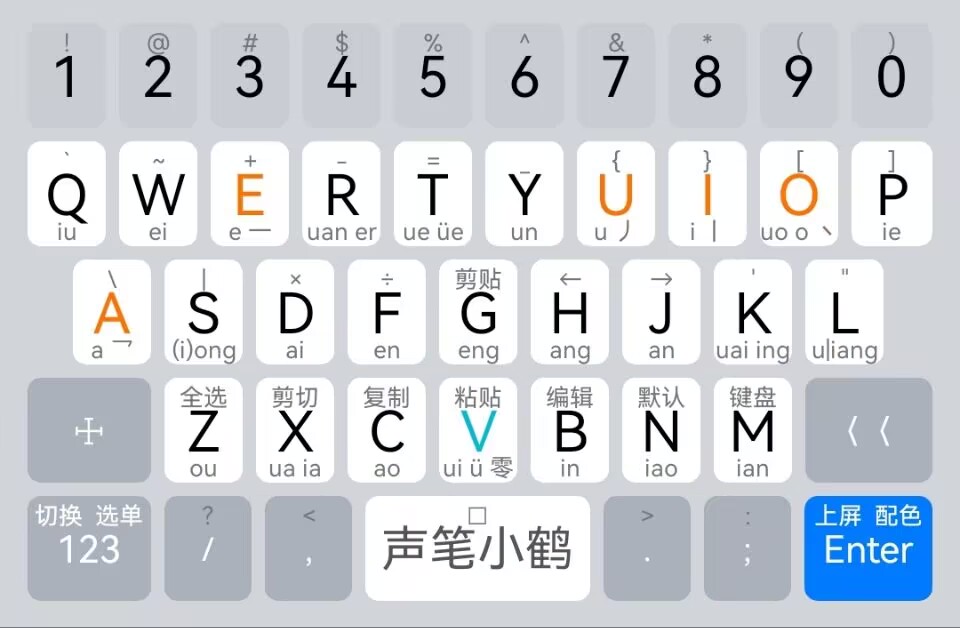 ! @ # $ % ^ & * ( )
1 2 3 4 5 6 7 8 9 0
` ~ + - = _ { } [ ]
Q W E R T Y U I O P
iu ei e 一 uan er ue üe un u 丿 i 丨 uo o 丶 ie
\ | × ÷ 剪贴 ← → ' "
A S D F G H J K L
a 乛 (i)ong ai en eng ang an uai ing u|iang
全选 剪切 复制 粘贴 编辑 默认 键盘
Z X C V B N M 〈〈
ou ua ia ao ui ü 零 in iao ian
切换 选单 ? < □ > : 上屏 配色
123 / , 声笔小鹤 . ; Enter